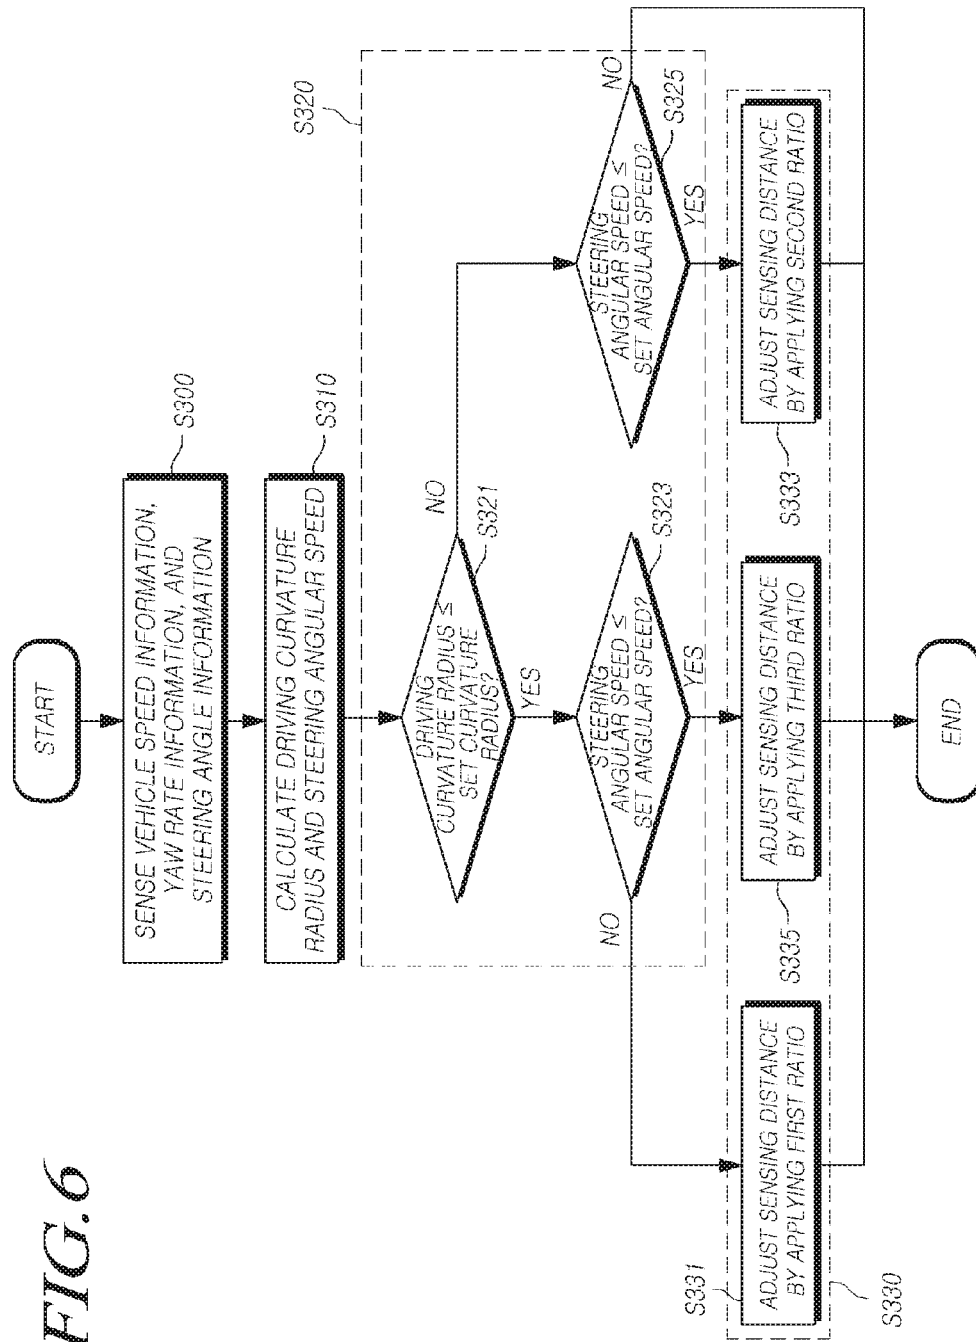 FIG.6
START
SENSE VEHICLE SPEED INFORMATION,
YAW RATE INFORMATION, AND
STEERING ANGLE INFORMATION
S300
CALCULATE DRIVING CURVATURE
RADIUS AND STEERING ANGULAR SPEED
S310
S320
DRIVING
CURVATURE RADIUS ≤
SET CURVATURE
RADIUS?
S321
NO
YES
STEERING
ANGULAR SPEED ≤
SET ANGULAR SPEED?
S323
NO
YES
STEERING
ANGULAR SPEED ≤
SET ANGULAR SPEED?
S325
NO
YES
S331
ADJUST SENSING DISTANCE
BY APPLYING FIRST RATIO
S330
ADJUST SENSING DISTANCE
BY APPLYING THIRD RATIO
S335
ADJUST SENSING DISTANCE
BY APPLYING SECOND RATIO
S333
END